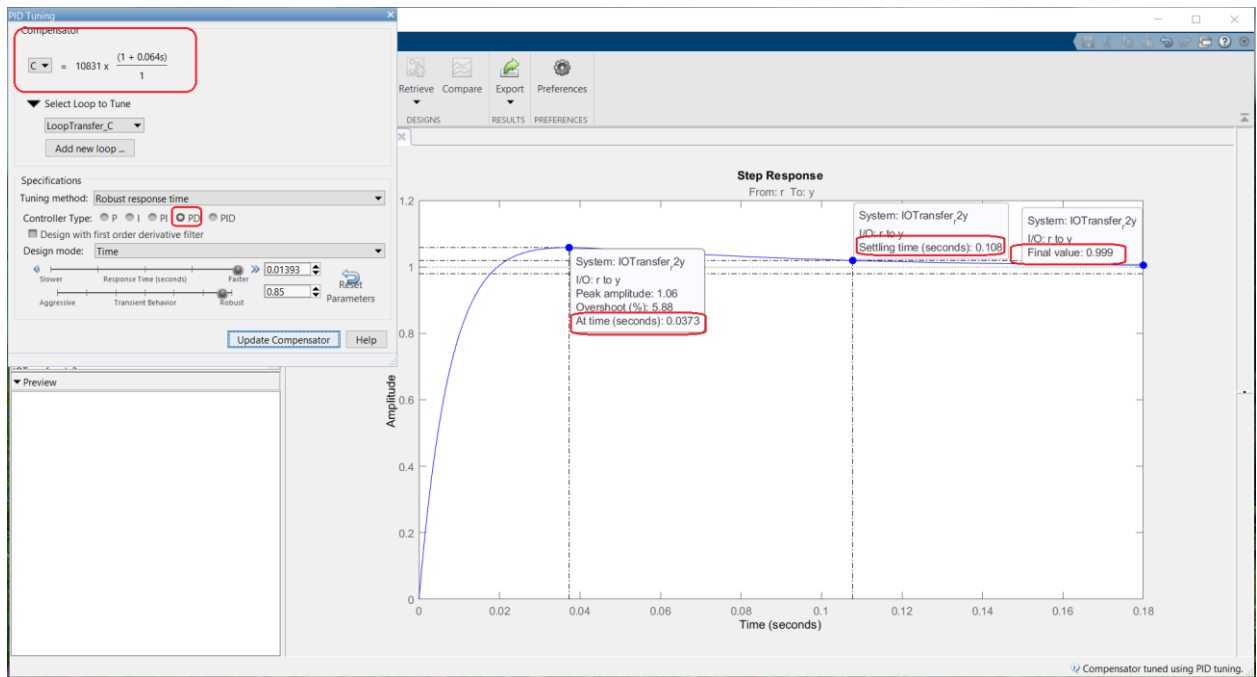 PID Tuning
Compensator
C = 10831 x (1 + 0.064s)
1
Select Loop to Tune
LoopTransfer_C
Add new loop ...
Specifications
Tuning method: Robust response time
Controller Type: P I PI PD PID
Design with first order derivative filter
Design mode: Time
0.01393
Slower Response Time (seconds) Faster
0.85
Aggressive Transient Behavior Robust
Reset
Parameters
Update Compensator Help
Preview
Retrieve Compare Export Preferences
DESIGNS RESULTS PREFERENCES
Step Response
From: r To: y
System: IOTransfer_r2y
I/O: r to y
Peak amplitude: 1.06
Overshoot (%): 5.88
At time (seconds): 0.0373
System: IOTransfer_r2y
I/O: r to y
Settling time (seconds): 0.108
System: IOTransfer_r2y
I/O: r to y
Final value: 0.999
1.2
1
0.8
0.6
0.4
0.2
0
Amplitude
0 0.02 0.04 0.06 0.08 0.1 0.12 0.14 0.16 0.18
Time (seconds)
Compensator tuned using PID tuning.